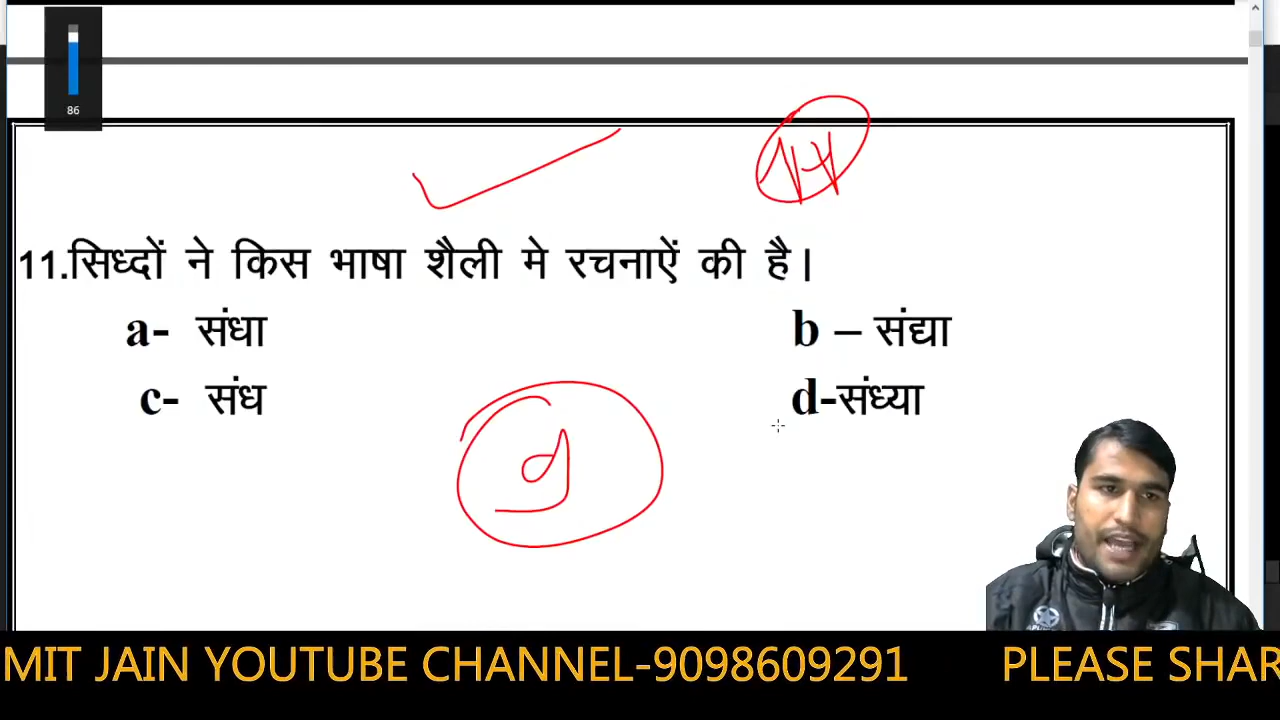 86
11.सिध्दों ने किस भाषा शैली मे रचनाऐं की है।
a- संधा
b – संद्या
c- संध
d-संध्या
d
MIT JAIN YOUTUBE CHANNEL-9098609291 PLEASE SHAR